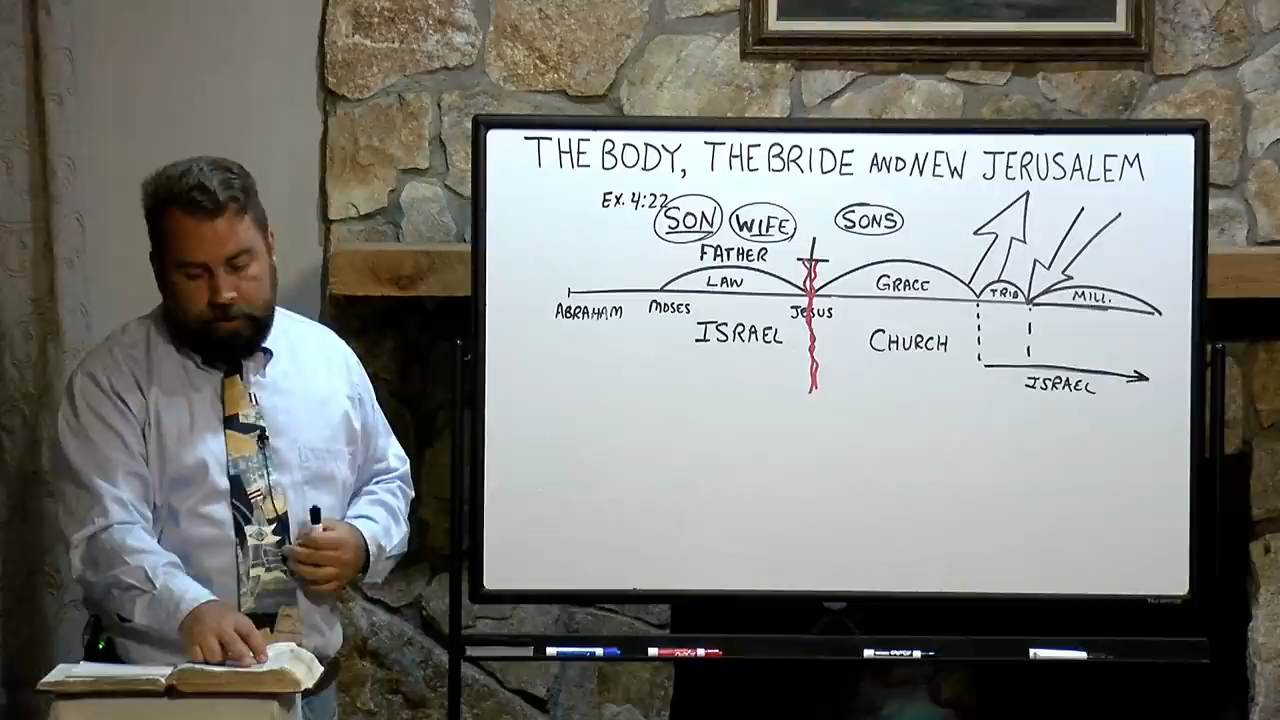 THE BODY, THE BRIDE AND NEW JERUSALEM
EX. 4:22
SON WIFE SONS
FATHER
LAW GRACE TRIB MILL.
ABRAHAM MOSES JESUS
ISRAEL CHURCH
ISRAEL